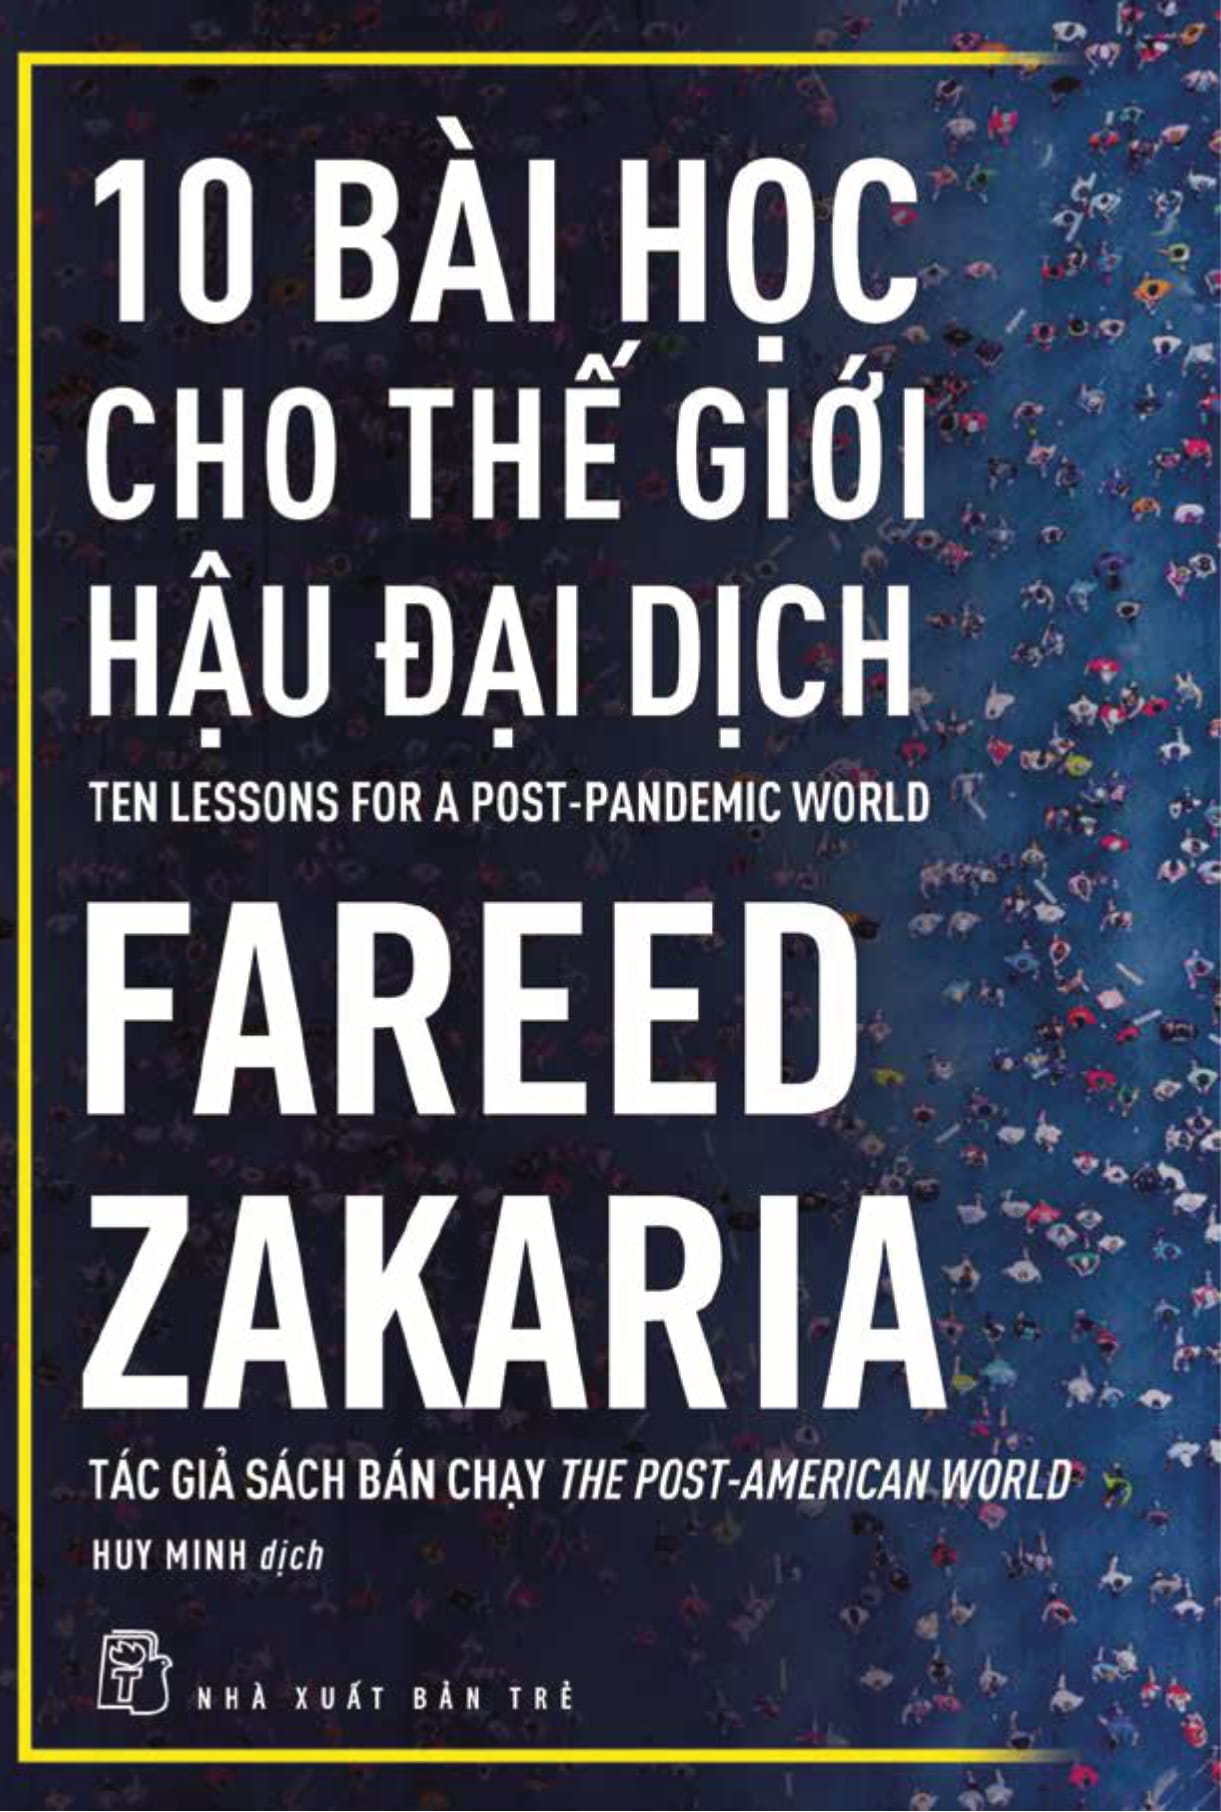 10 BÀI HỌC
CHO THẾ GIỚI
HẬU ĐẠI DỊCH
TEN LESSONS FOR A POST-PANDEMIC WORLD
FAREED
ZAKARIA
TÁC GIẢ SÁCH BÁN CHẠY THE POST-AMERICAN WORLD
HUY MINH dịch
NHÀ XUẤT BẢN TRẺ